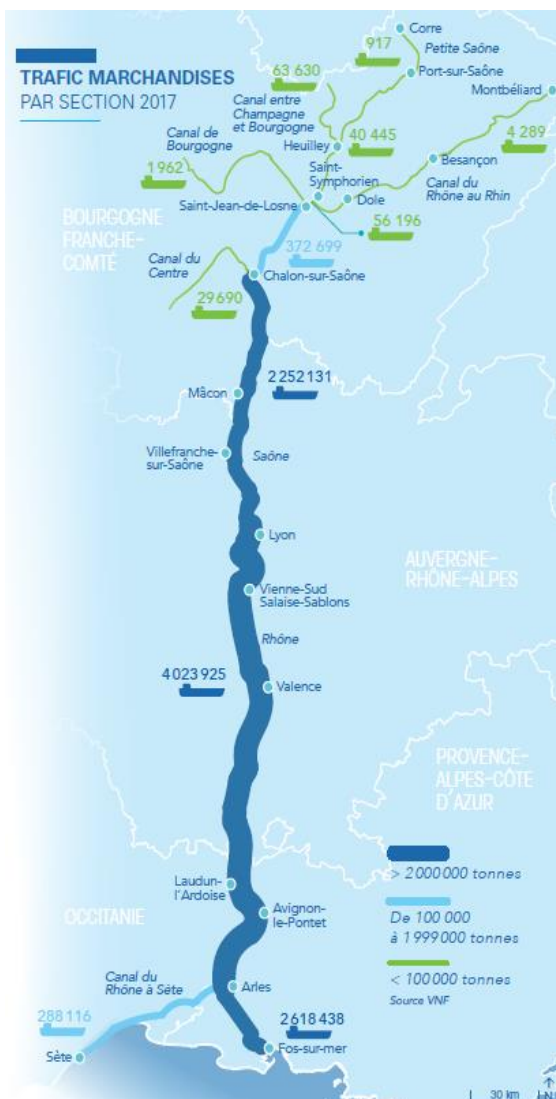 TRAFIC MARCHANDISES
PAR SECTION 2017
Corre
917
Petite Saône
63 630
Port-sur-Saône
Montbéliard
Canal entre
Champagne
et Bourgogne
Canal de
Bourgogne
Heuilley
40 445
4 289
1 962
Saint-
Symphorien
Besançon
Canal du
Rhône au Rhin
Saint-Jean-de-Losne
Dole
56 196
BOURGOGNE
FRANCHE-
COMTÉ
372 699
Canal du
Centre
Chalon-sur-Saône
29 690
2 252 131
Mâcon
Villefranche-
sur-Saône
Saône
Lyon
AUVERGNE-
RHÔNE-ALPES
Vienne-Sud
Salaise-Sablons
Rhône
4 023 925
Valence
PROVENCE-
ALPES-CÔTE
D'AZUR
Laudun-
l'Ardoise
> 2 000 000 tonnes
OCCITANIE
Avignon-
le-Pontet
De 100 000
à 1 999 000 tonnes
Canal du
Rhône à Sète
Arles
< 100 000 tonnes
Source VNF
288 116
2 618 438
Sète
Fos-sur-mer
30 km
N